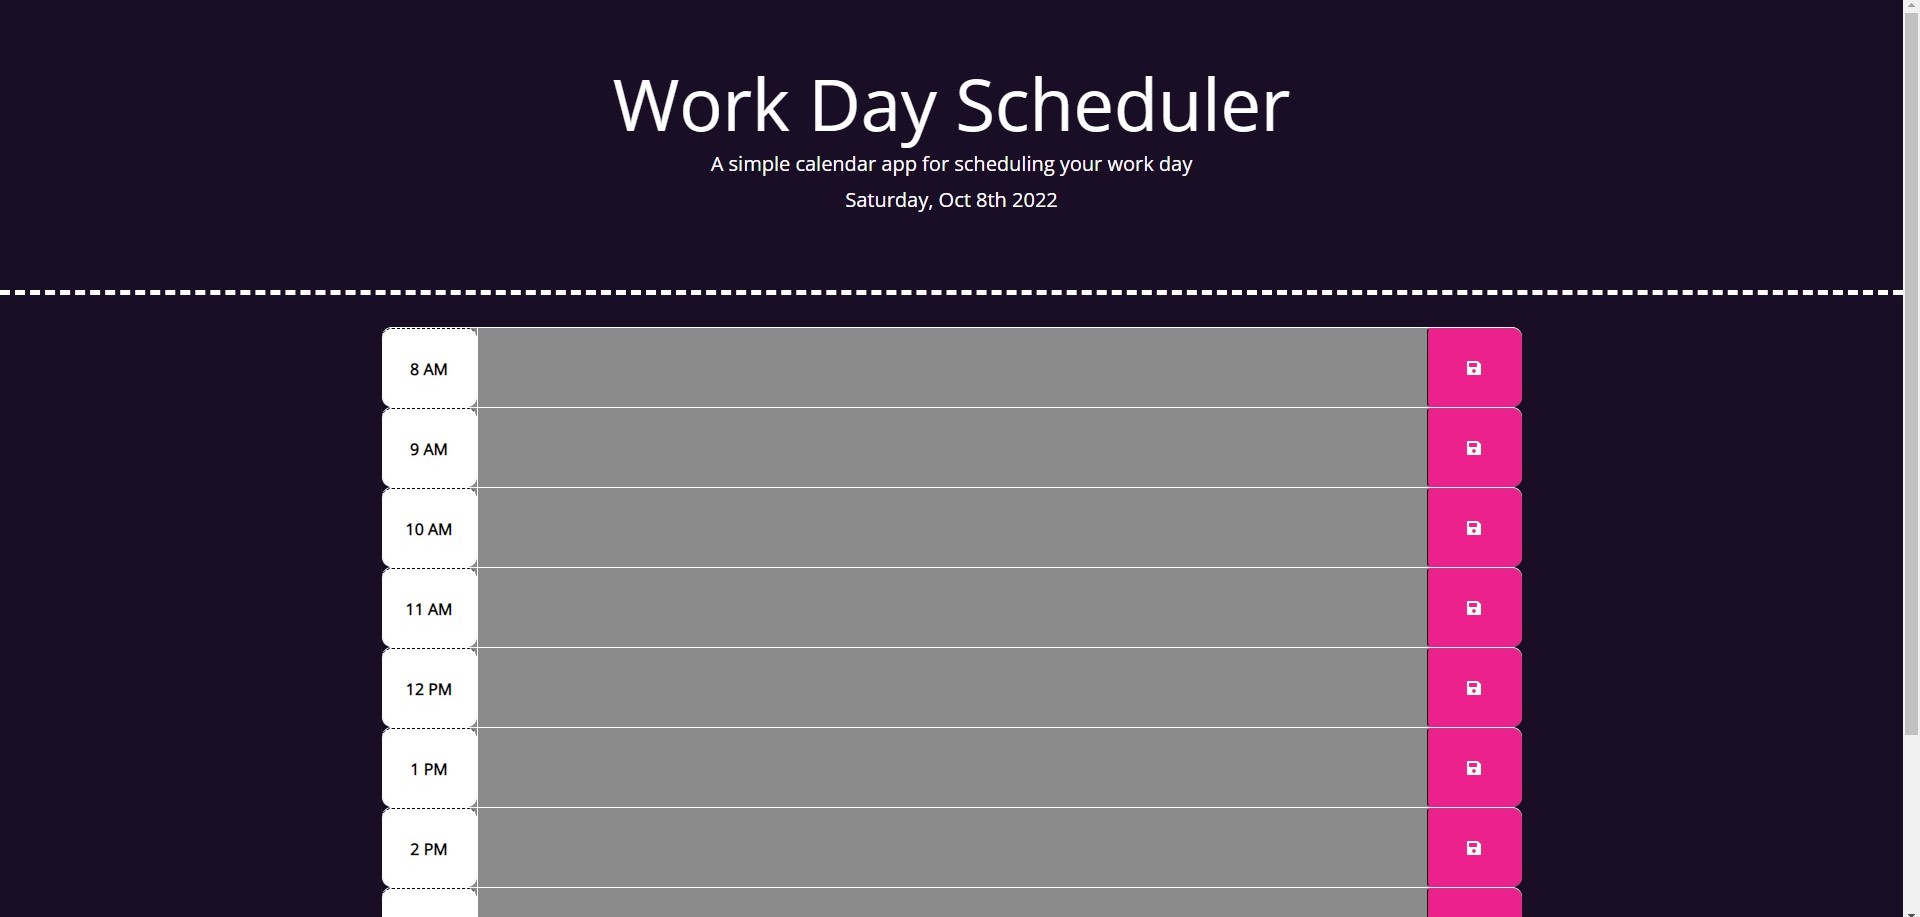 Work Day Scheduler
A simple calendar app for scheduling your work day
Saturday, Oct 8th 2022
8 AM
9 AM
10 AM
11 AM
12 PM
1 PM
2 PM